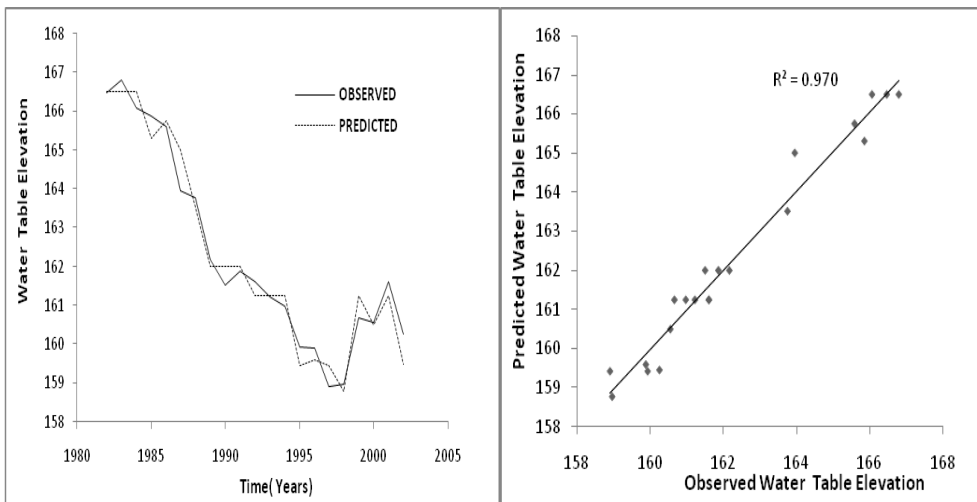 Water Table Elevation
168
167
166
165
164
163
162
161
160
159
158
OBSERVED
PREDICTED
1980 1985 1990 1995 2000 2005
Time( Years)
Predicted Water Table Elevation
168
167
166
165
164
163
162
161
160
159
158
R² = 0.970
158 160 162 164 166 168
Observed Water Table Elevation